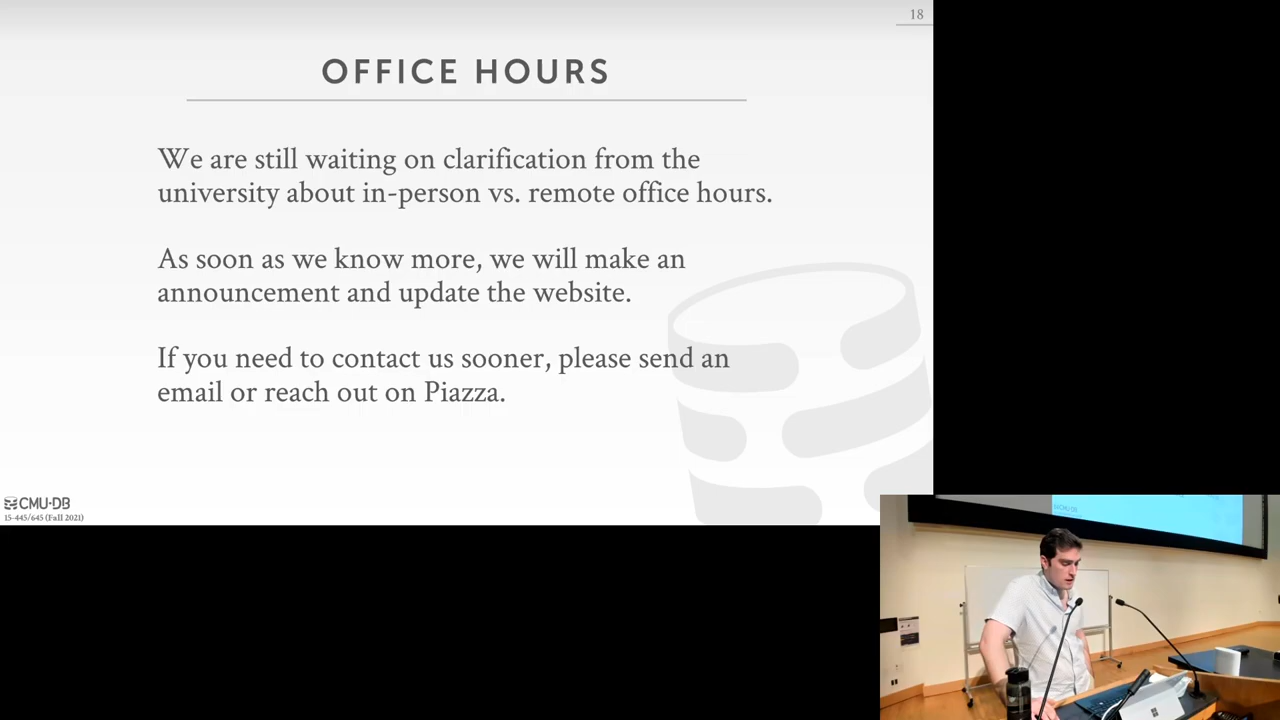 18
OFFICE HOURS
We are still waiting on clarification from the
university about in-person vs. remote office hours.
As soon as we know more, we will make an
announcement and update the website.
If you need to contact us sooner, please send an
email or reach out on Piazza.
CMU·DB
15-445/645 (Fall 2021)